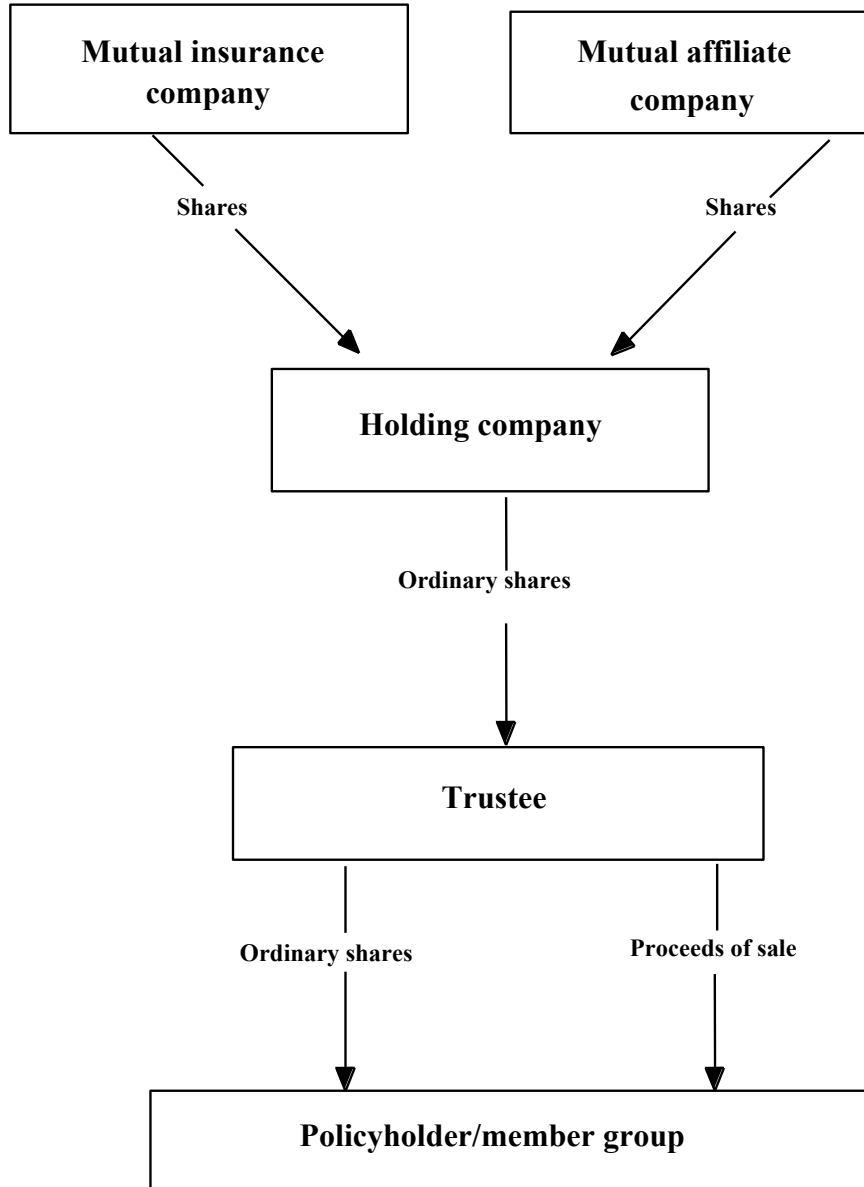 Mutual insurance
company
Mutual affiliate
company
Shares
Shares
Holding company
Ordinary shares
Trustee
Ordinary shares
Proceeds of sale
Policyholder/member group